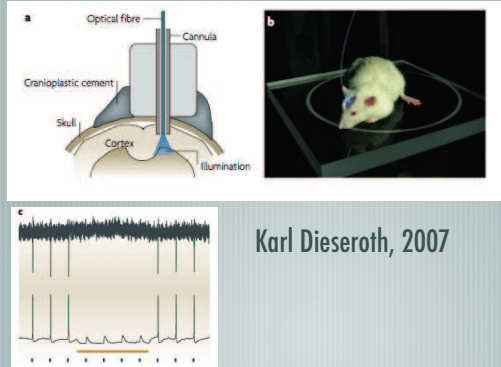 a
Optical fibre
Cannula
Cranioplastic cement
Skull
Cortex
Illumination
b
c
Karl Dieseroth, 2007